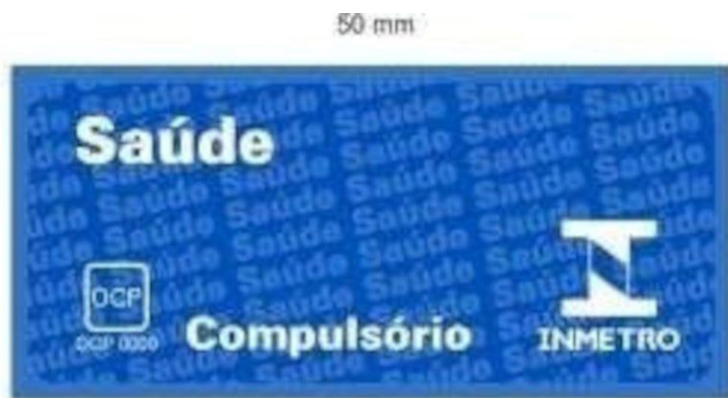 50 mm
Saúde
OCP
OCP 0000
Compulsório
INMETRO